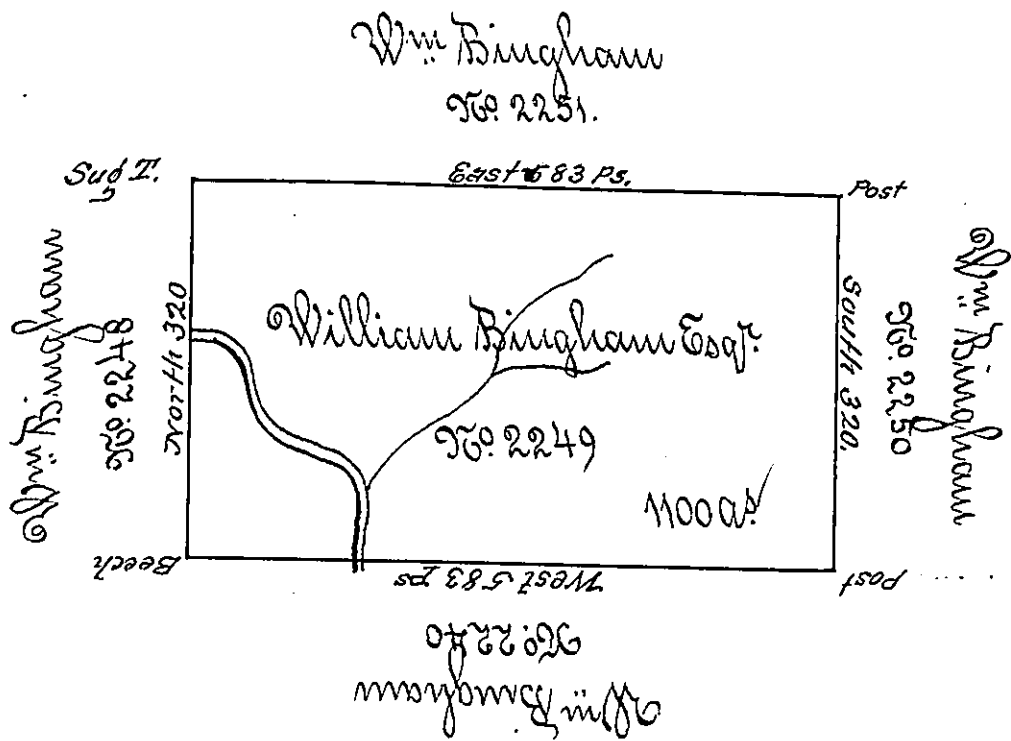 Wm. Bingham
No. 2251.
Sug T.
East 583 Ps.
Post
Wm. Bingham
No. 2248
North 320
William Bingham Esqr.
No. 2249
1100 as.
South 320.
No. 2250
Wm. Bingham
Beech
West 583 ps
Post
No. 2240
Wm Bingham